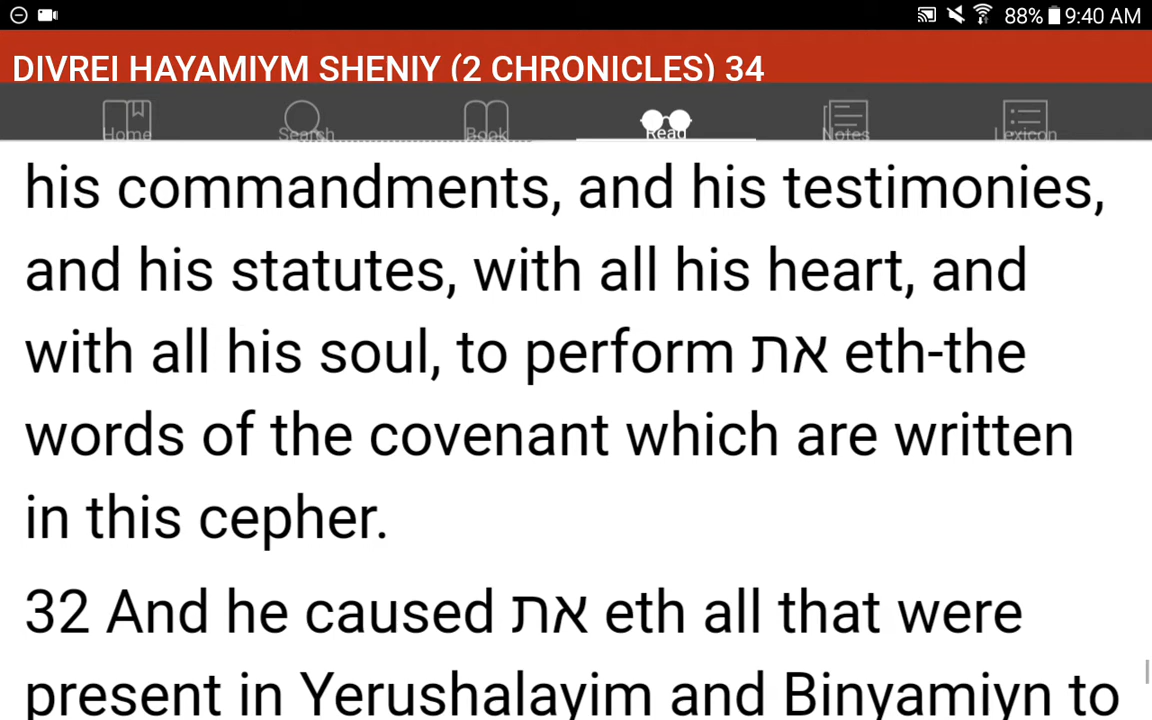 88% 9:40 AM
DIVREI HAYAMIYM SHENIY (2 CHRONICLES) 34
Home Search Book Read Notes Lexicon
his commandments, and his testimonies,
and his statutes, with all his heart, and
with all his soul, to perform את eth-the
words of the covenant which are written
in this cepher.
32 And he caused את eth all that were
present in Yerushalayim and Binyamiyn to